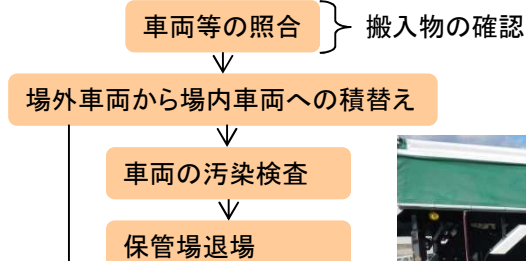 車両等の照合
搬入物の確認
場外車両から場内車両への積替え
車両の汚染検査
保管場退場